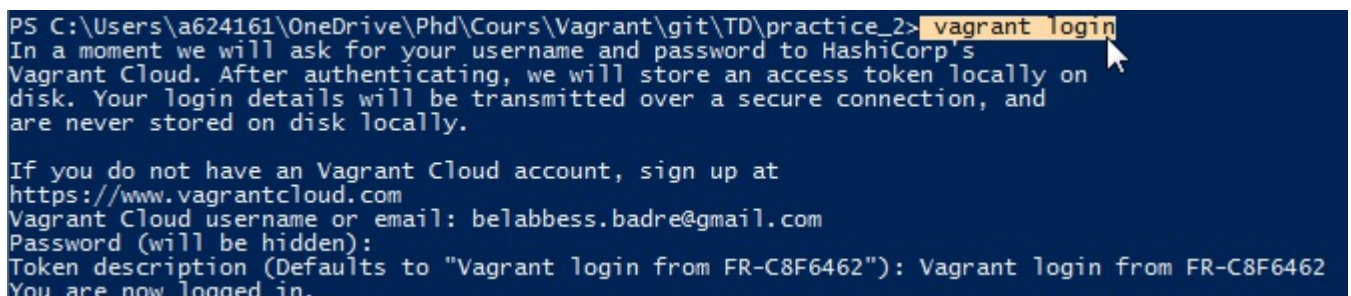 PS C:\Users\a624161\OneDrive\Phd\Cours\Vagrant\git\TD\practice_2> vagrant login
In a moment we will ask for your username and password to HashiCorp's
Vagrant Cloud. After authenticating, we will store an access token locally on
disk. Your login details will be transmitted over a secure connection, and
are never stored on disk locally.
If you do not have an Vagrant Cloud account, sign up at
https://www.vagrantcloud.com
Vagrant Cloud username or email: belabbess.badre@gmail.com
Password (will be hidden):
Token description (Defaults to "Vagrant login from FR-C8F6462"): Vagrant login from FR-C8F6462
You are now logged in.